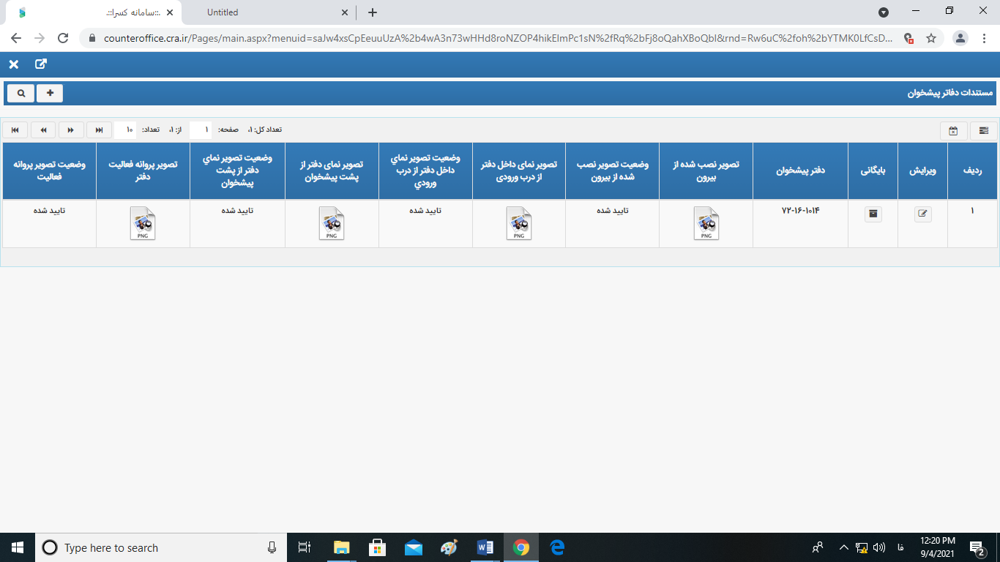 .::سامانه کسرا::.
Untitled
counteroffice.cra.ir/Pages/main.aspx?menuid=saJw4xsCpEeuuUzA%2b4wA3n73wHHd8roNZOP4hikEImPc1sN%2fRq%2bFj8oQahXBoQbI&rnd=Rw6uC%2foh%2bYTMK0LfCsD...
مستندات دفاتر پیشخوان
تعداد کل: ۱، صفحه: ۱ از: ۱، تعداد: ۱۰
ردیف
ویرایش
بایگانی
دفتر پیشخوان
تصویر نصب شده از بیرون
وضعیت تصویر نصب شده از بیرون
تصویر نمای داخل دفتر از درب ورودی
وضعیت تصویر نماي داخل دفتر از درب ورودي
تصویر نمای دفتر از پشت پیشخوان
وضعیت تصویر نماي دفتر از پشت پیشخوان
تصویر پروانه فعالیت دفتر
وضعیت تصویر پروانه فعالیت
۱
۷۲-۱۶-۱۰۱۴
PNG
تایید شده
PNG
تایید شده
PNG
تایید شده
PNG
تایید شده
Type here to search
فا
12:20 PM
9/4/2021
2